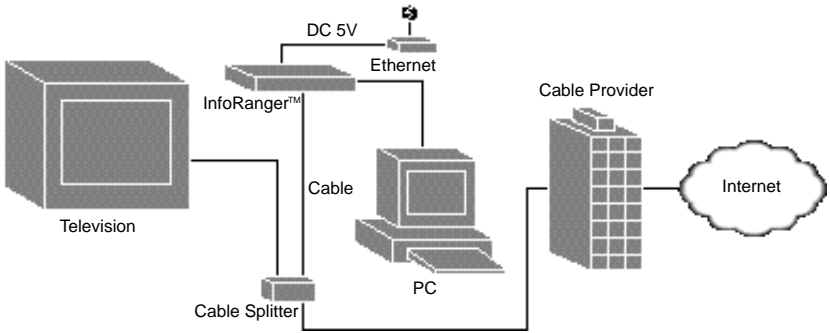 DC 5V
Ethernet
InfoRanger™
Cable Provider
Internet
Cable
Television
PC
Cable Splitter